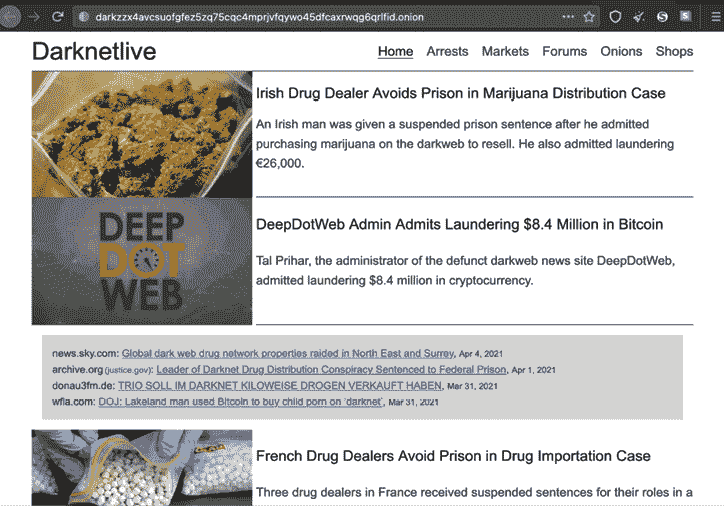 darkzzx4avcsuofgfez5zq75cqc4mprjvfqywo45dfcaxrwqg6qrlfid.onion
Darknetlive
Home Arrests Markets Forums Onions Shops
Irish Drug Dealer Avoids Prison in Marijuana Distribution Case
An Irish man was given a suspended prison sentence after he admitted
purchasing marijuana on the darkweb to resell. He also admitted laundering
€26,000.
DEEP
DOT
WEB
DeepDotWeb Admin Admits Laundering $8.4 Million in Bitcoin
Tal Prihar, the administrator of the defunct darkweb news site DeepDotWeb,
admitted laundering $8.4 million in cryptocurrency.
news.sky.com: Global dark web drug network properties raided in North East and Surrey, Apr 4, 2021
archive.org (justice.gov): Leader of Darknet Drug Distribution Conspiracy Sentenced to Federal Prison, Apr 1, 2021
donau3fm.de: TRIO SOLL IM DARKNET KILOWEISE DROGEN VERKAUFT HABEN, Mar 31, 2021
wfla.com: DOJ: Lakeland man used Bitcoin to buy child porn on 'darknet', Mar 31, 2021
French Drug Dealers Avoid Prison in Drug Importation Case
Three drug dealers in France received suspended sentences for their roles in a